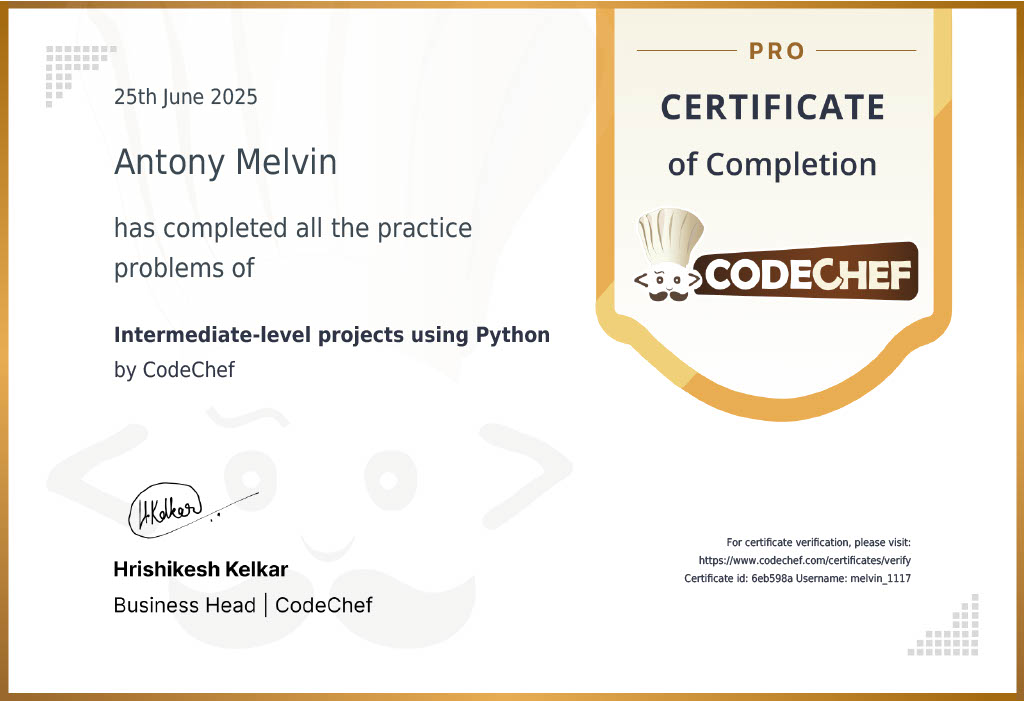 PRO
CERTIFICATE
of Completion
CODECHEF
25th June 2025
Antony Melvin
has completed all the practice
problems of
Intermediate-level projects using Python
by CodeChef
H.Kelkar
Hrishikesh Kelkar
Business Head | CodeChef
For certificate verification, please visit:
https://www.codechef.com/certificates/verify
Certificate id: 6eb598a Username: melvin_1117